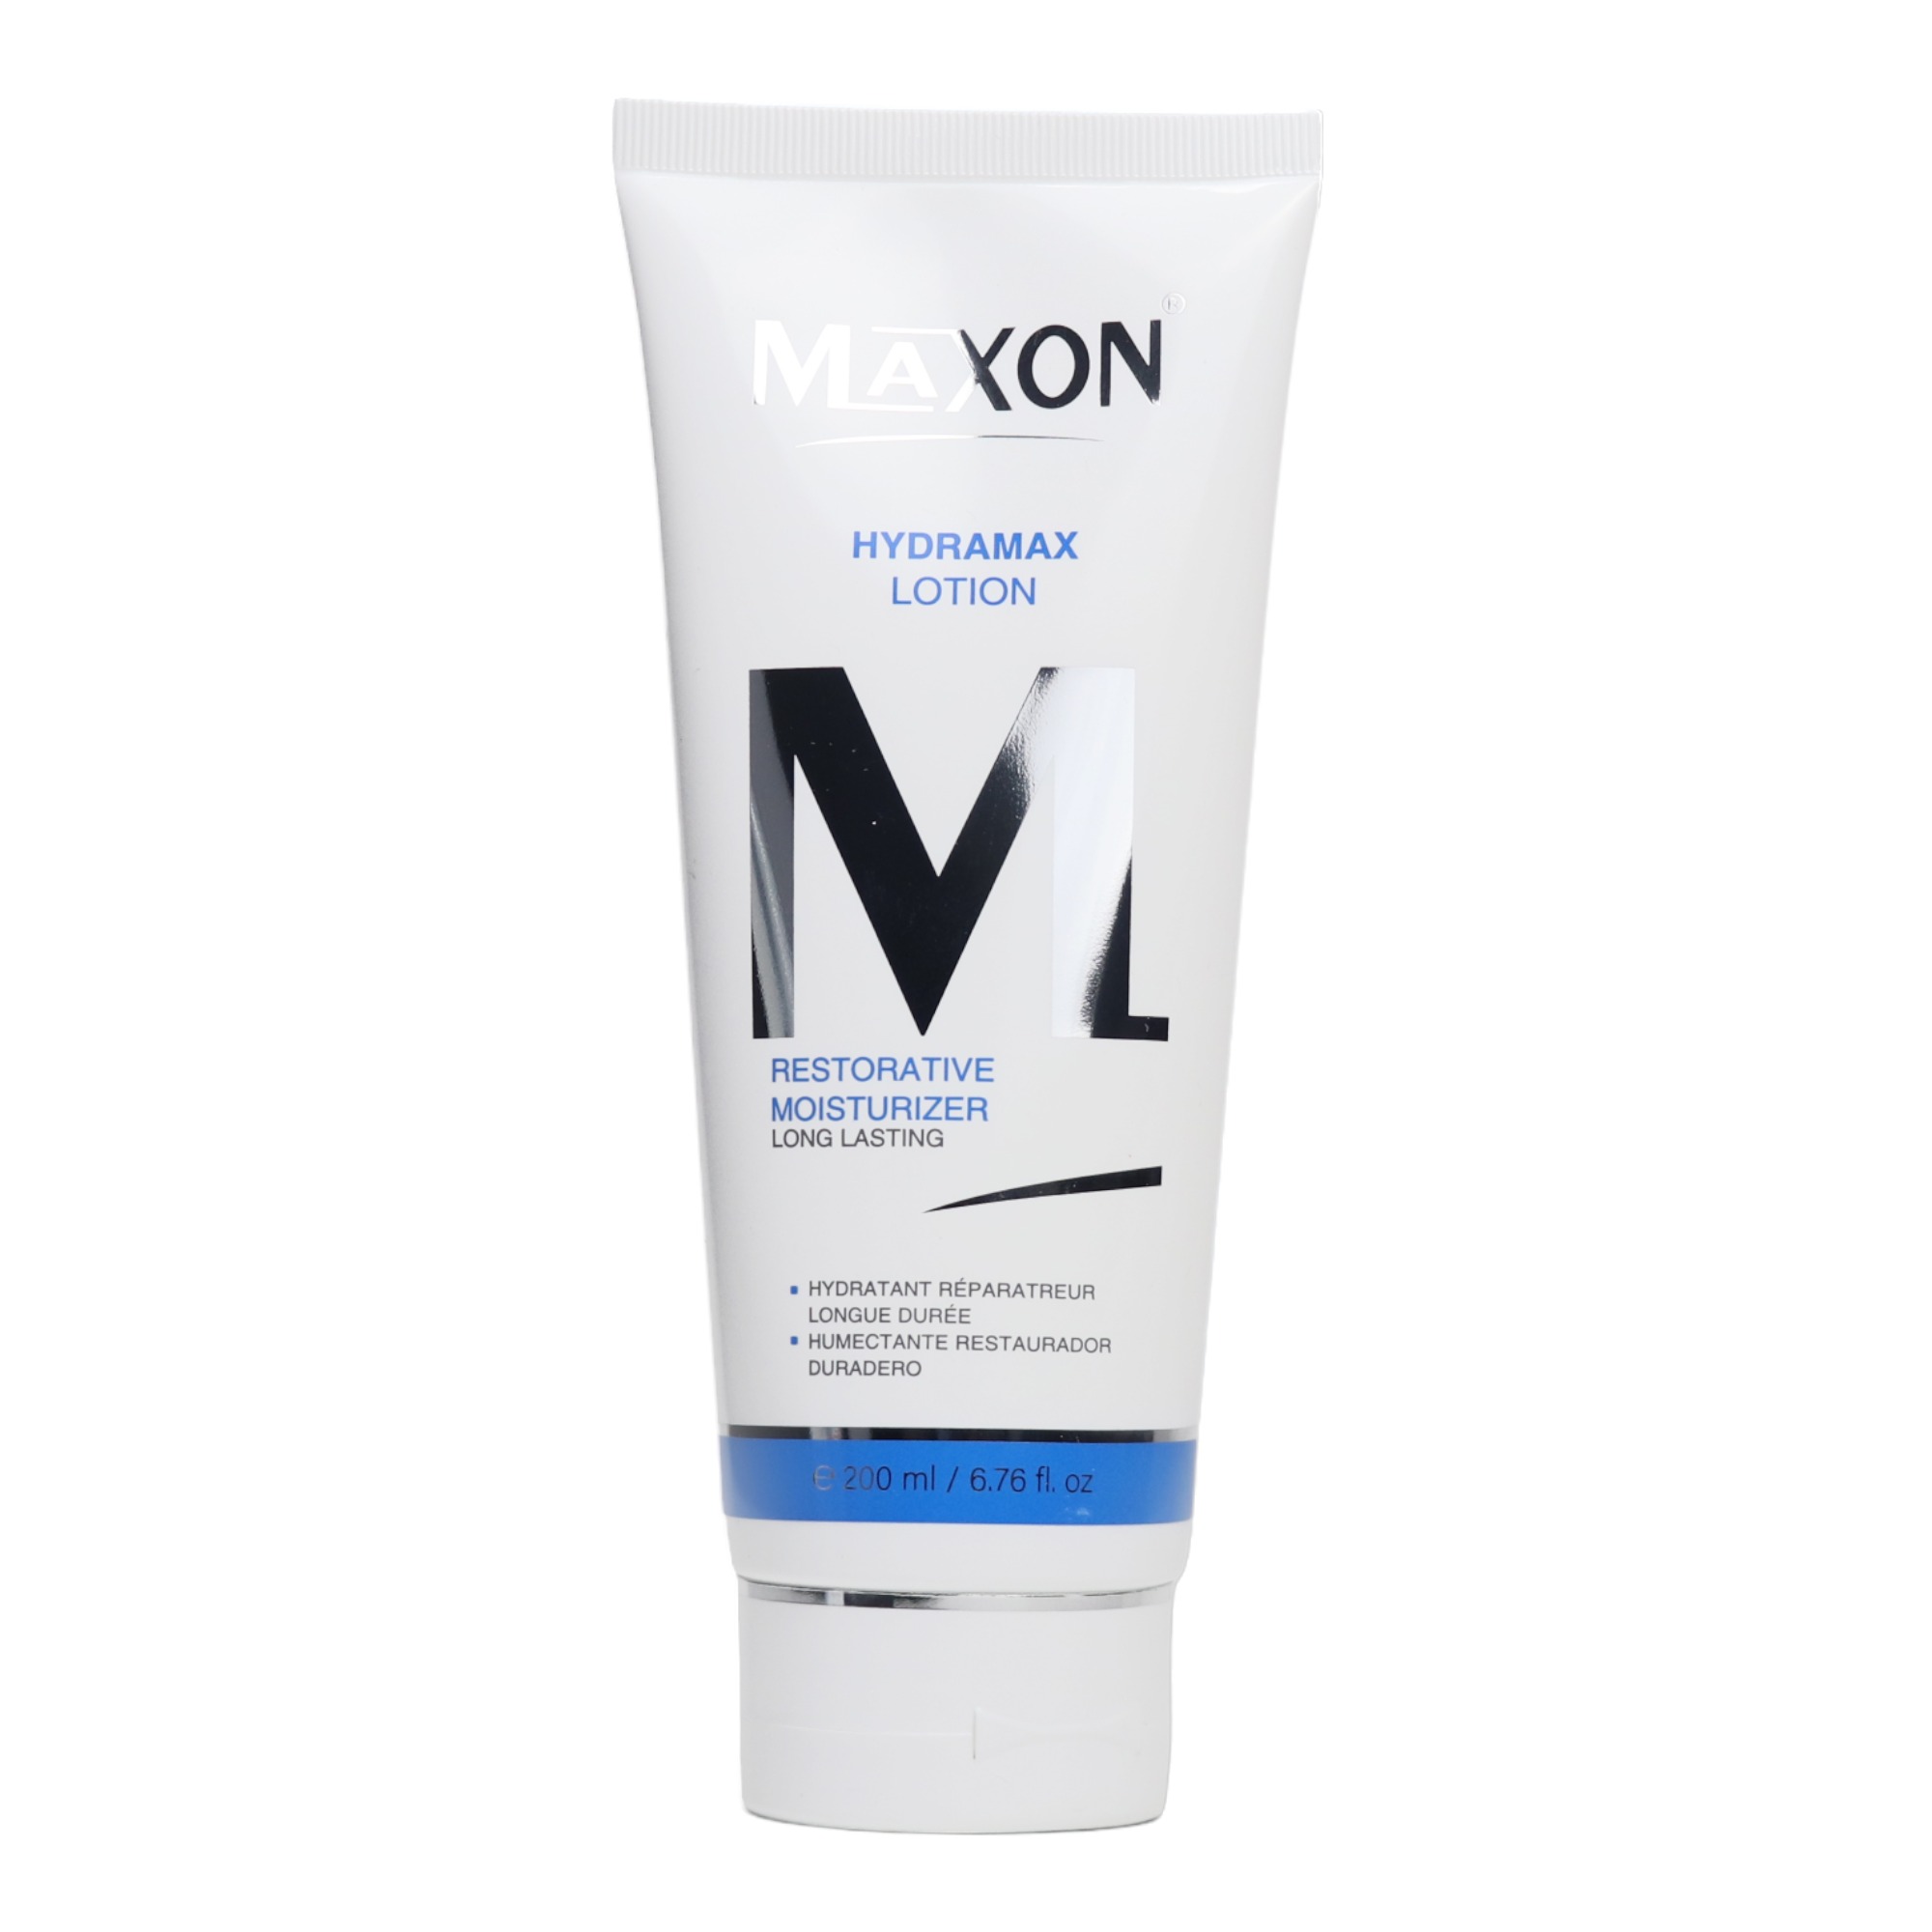 MAXON®
HYDRAMAX
LOTION
M
RESTORATIVE
MOISTURIZER
LONG LASTING
▪ HYDRATANT RÉPARATREUR
LONGUE DURÉE
▪ HUMECTANTE RESTAURADOR
DURADERO
℮ 200 ml / 6.76 fl. oz